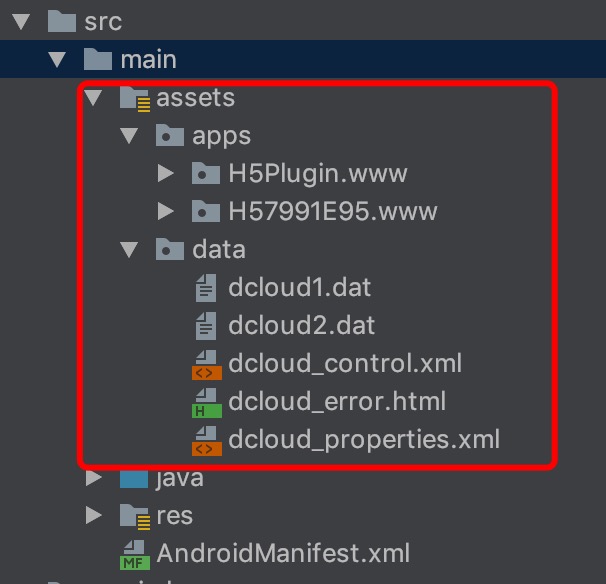 src
main
assets
apps
H5Plugin.www
H57991E95.www
data
dcloud1.dat
dcloud2.dat
dcloud_control.xml
dcloud_error.html
dcloud_properties.xml
java
res
AndroidManifest.xml